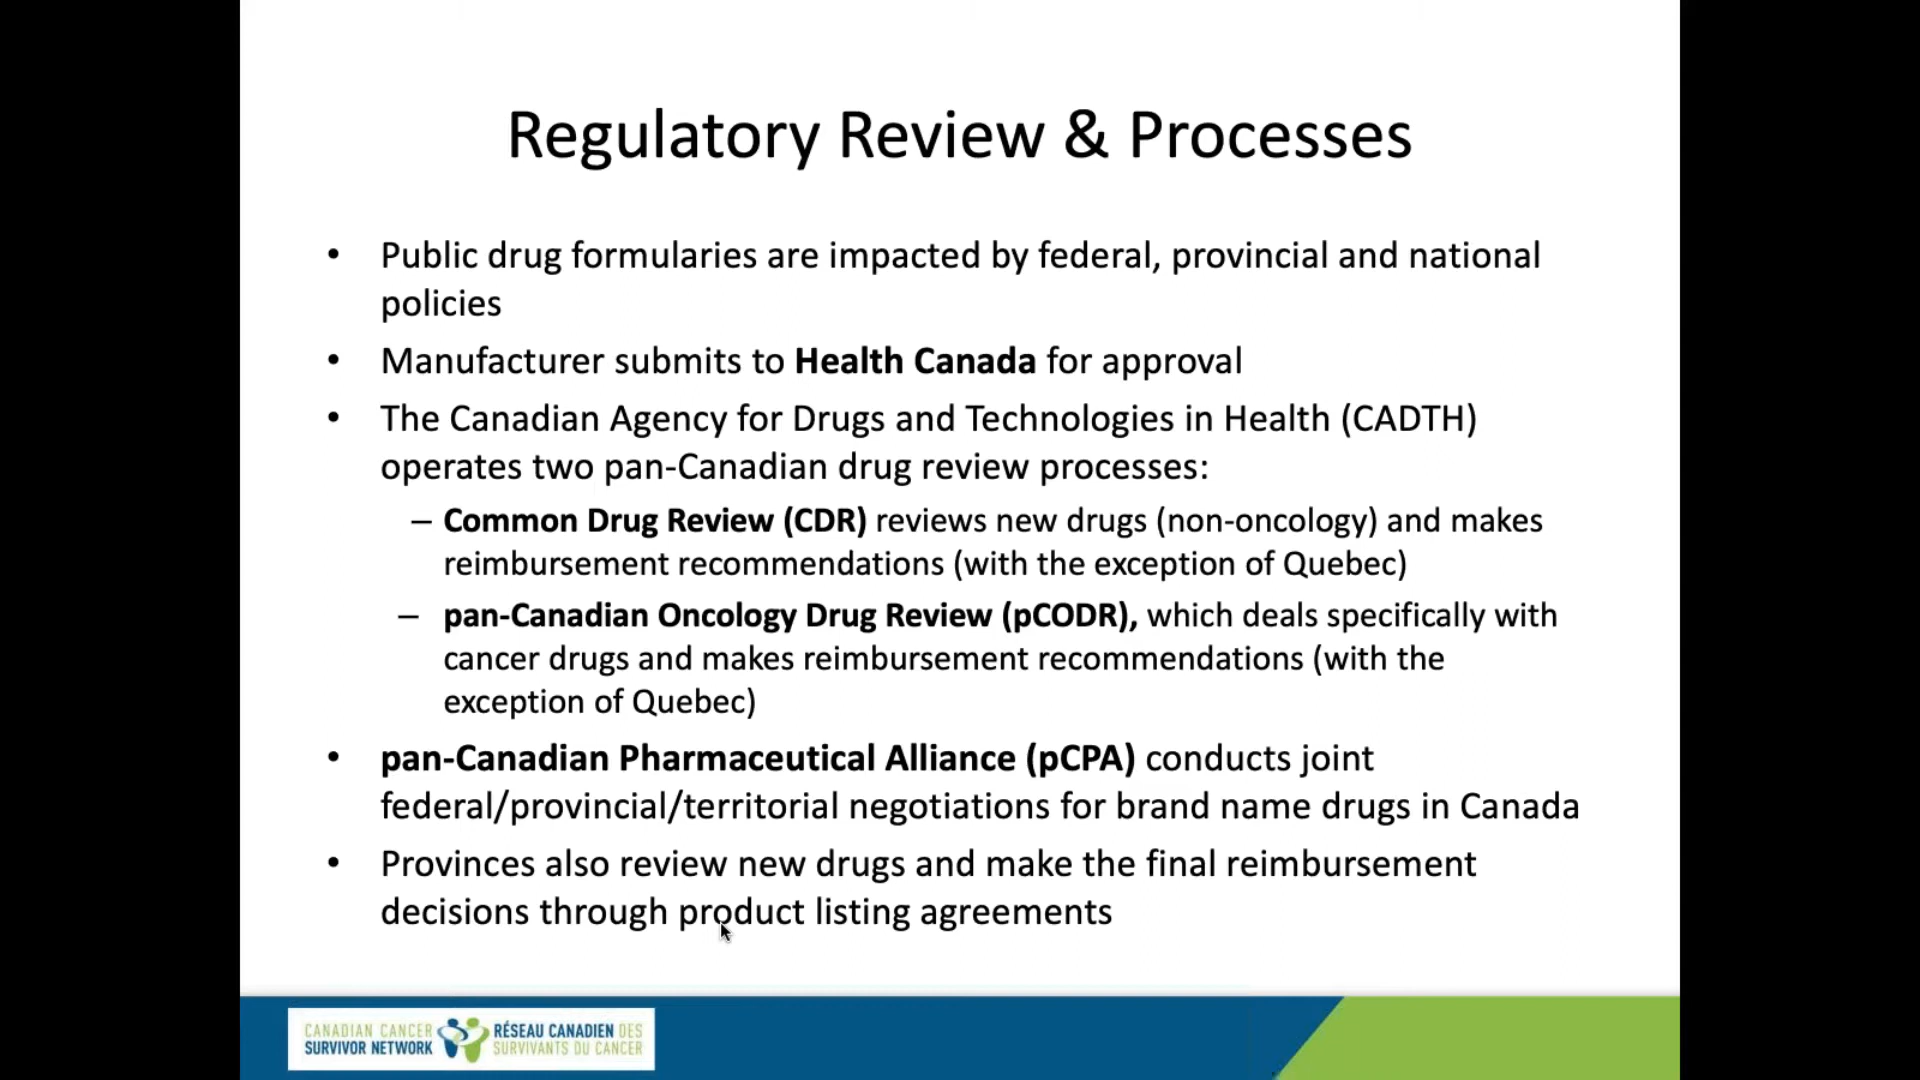 Regulatory Review & Processes
• Public drug formularies are impacted by federal, provincial and national
policies
• Manufacturer submits to Health Canada for approval
• The Canadian Agency for Drugs and Technologies in Health (CADTH)
operates two pan-Canadian drug review processes:
– Common Drug Review (CDR) reviews new drugs (non-oncology) and makes
reimbursement recommendations (with the exception of Quebec)
– pan-Canadian Oncology Drug Review (pCODR), which deals specifically with
cancer drugs and makes reimbursement recommendations (with the
exception of Quebec)
• pan-Canadian Pharmaceutical Alliance (pCPA) conducts joint
federal/provincial/territorial negotiations for brand name drugs in Canada
• Provinces also review new drugs and make the final reimbursement
decisions through product listing agreements
CANADIAN CANCER
SURVIVOR NETWORK
RÉSEAU CANADIEN DES
SURVIVANTS DU CANCER